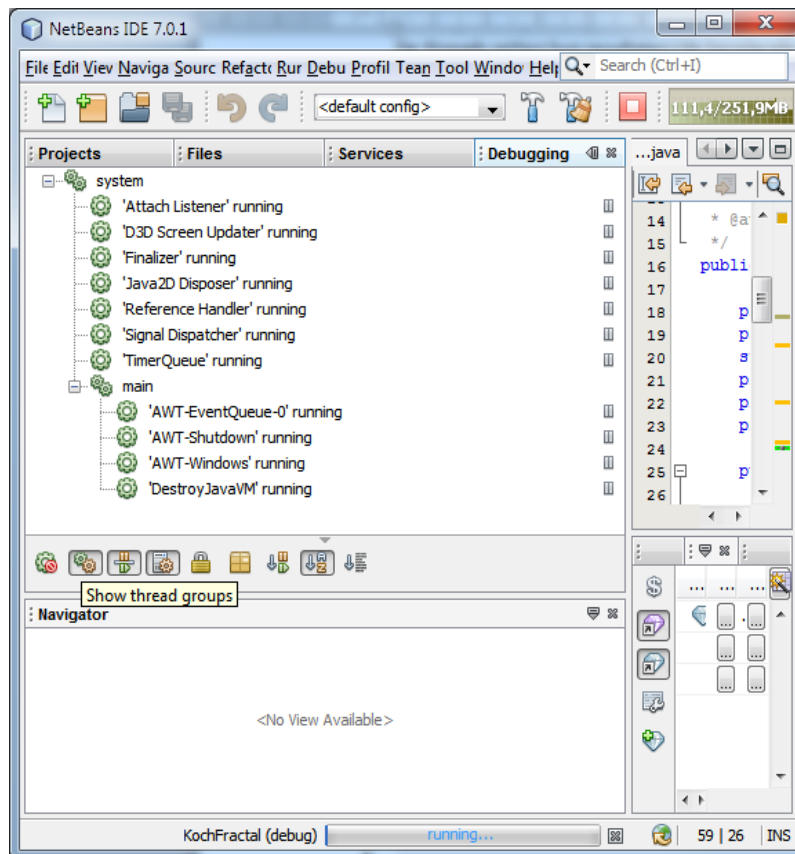 NetBeans IDE 7.0.1
File Edit Viev Naviga Sourc Refactc Rur Debu Profil Tean Tool Windo Help Search (Ctrl+I)
<default config> 111,4/251,9MB
Projects Files Services Debugging ...java
system
'Attach Listener' running
'D3D Screen Updater' running
'Finalizer' running
'Java2D Disposer' running
'Reference Handler' running
'Signal Dispatcher' running
'TimerQueue' running
main
'AWT-EventQueue-0' running
'AWT-Shutdown' running
'AWT-Windows' running
'DestroyJavaVM' running
14 * @a
15 */
16 publi
17
18 p
19 p
20 s
21 p
22 p
23 p
24
25 p
26
Show thread groups
Navigator
<No View Available>
... ... ...
... ...
... ...
... ...
KochFractal (debug) running... 59 | 26 INS